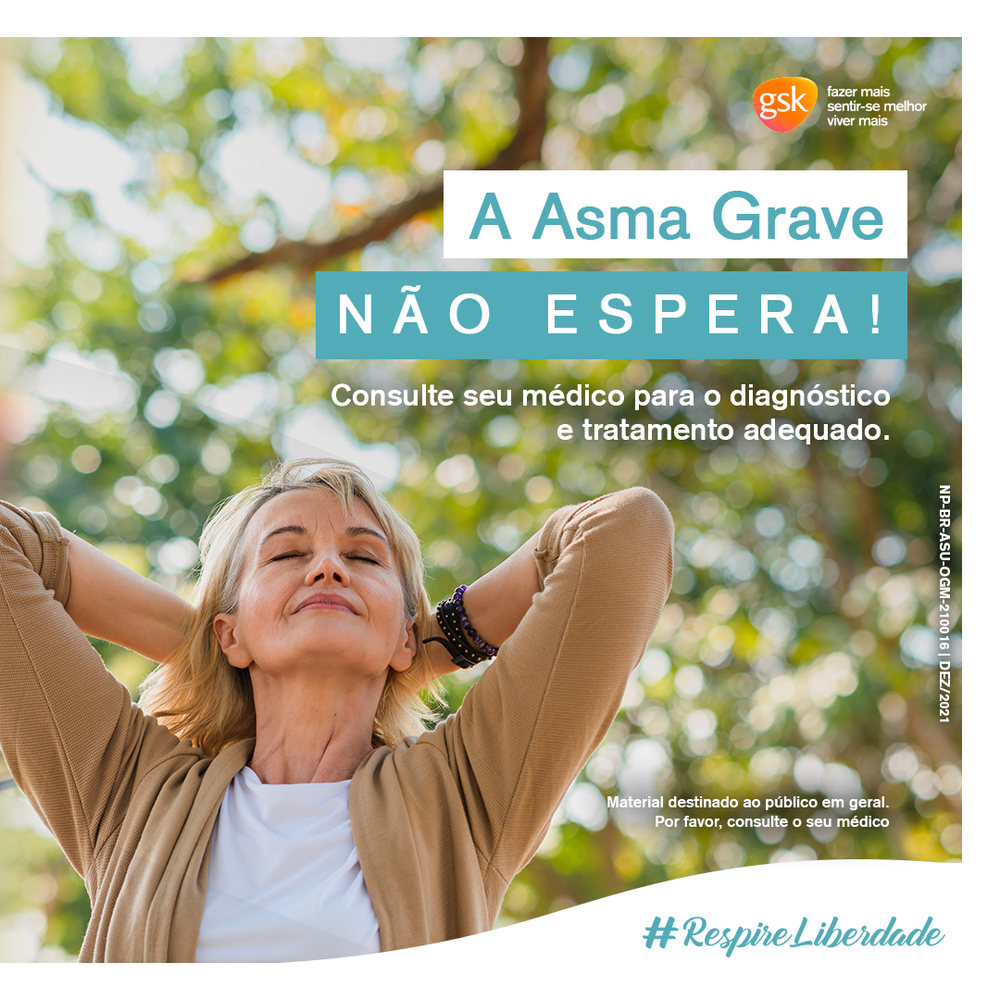 gsk
fazer mais
sentir-se melhor
viver mais
A Asma Grave
NÃO ESPERA!
Consulte seu médico para o diagnóstico
e tratamento adequado.
NP-BR-ASU-OGM-210016 | DEZ/2021
Material destinado ao público em geral.
Por favor, consulte o seu médico
#RespireLiberdade